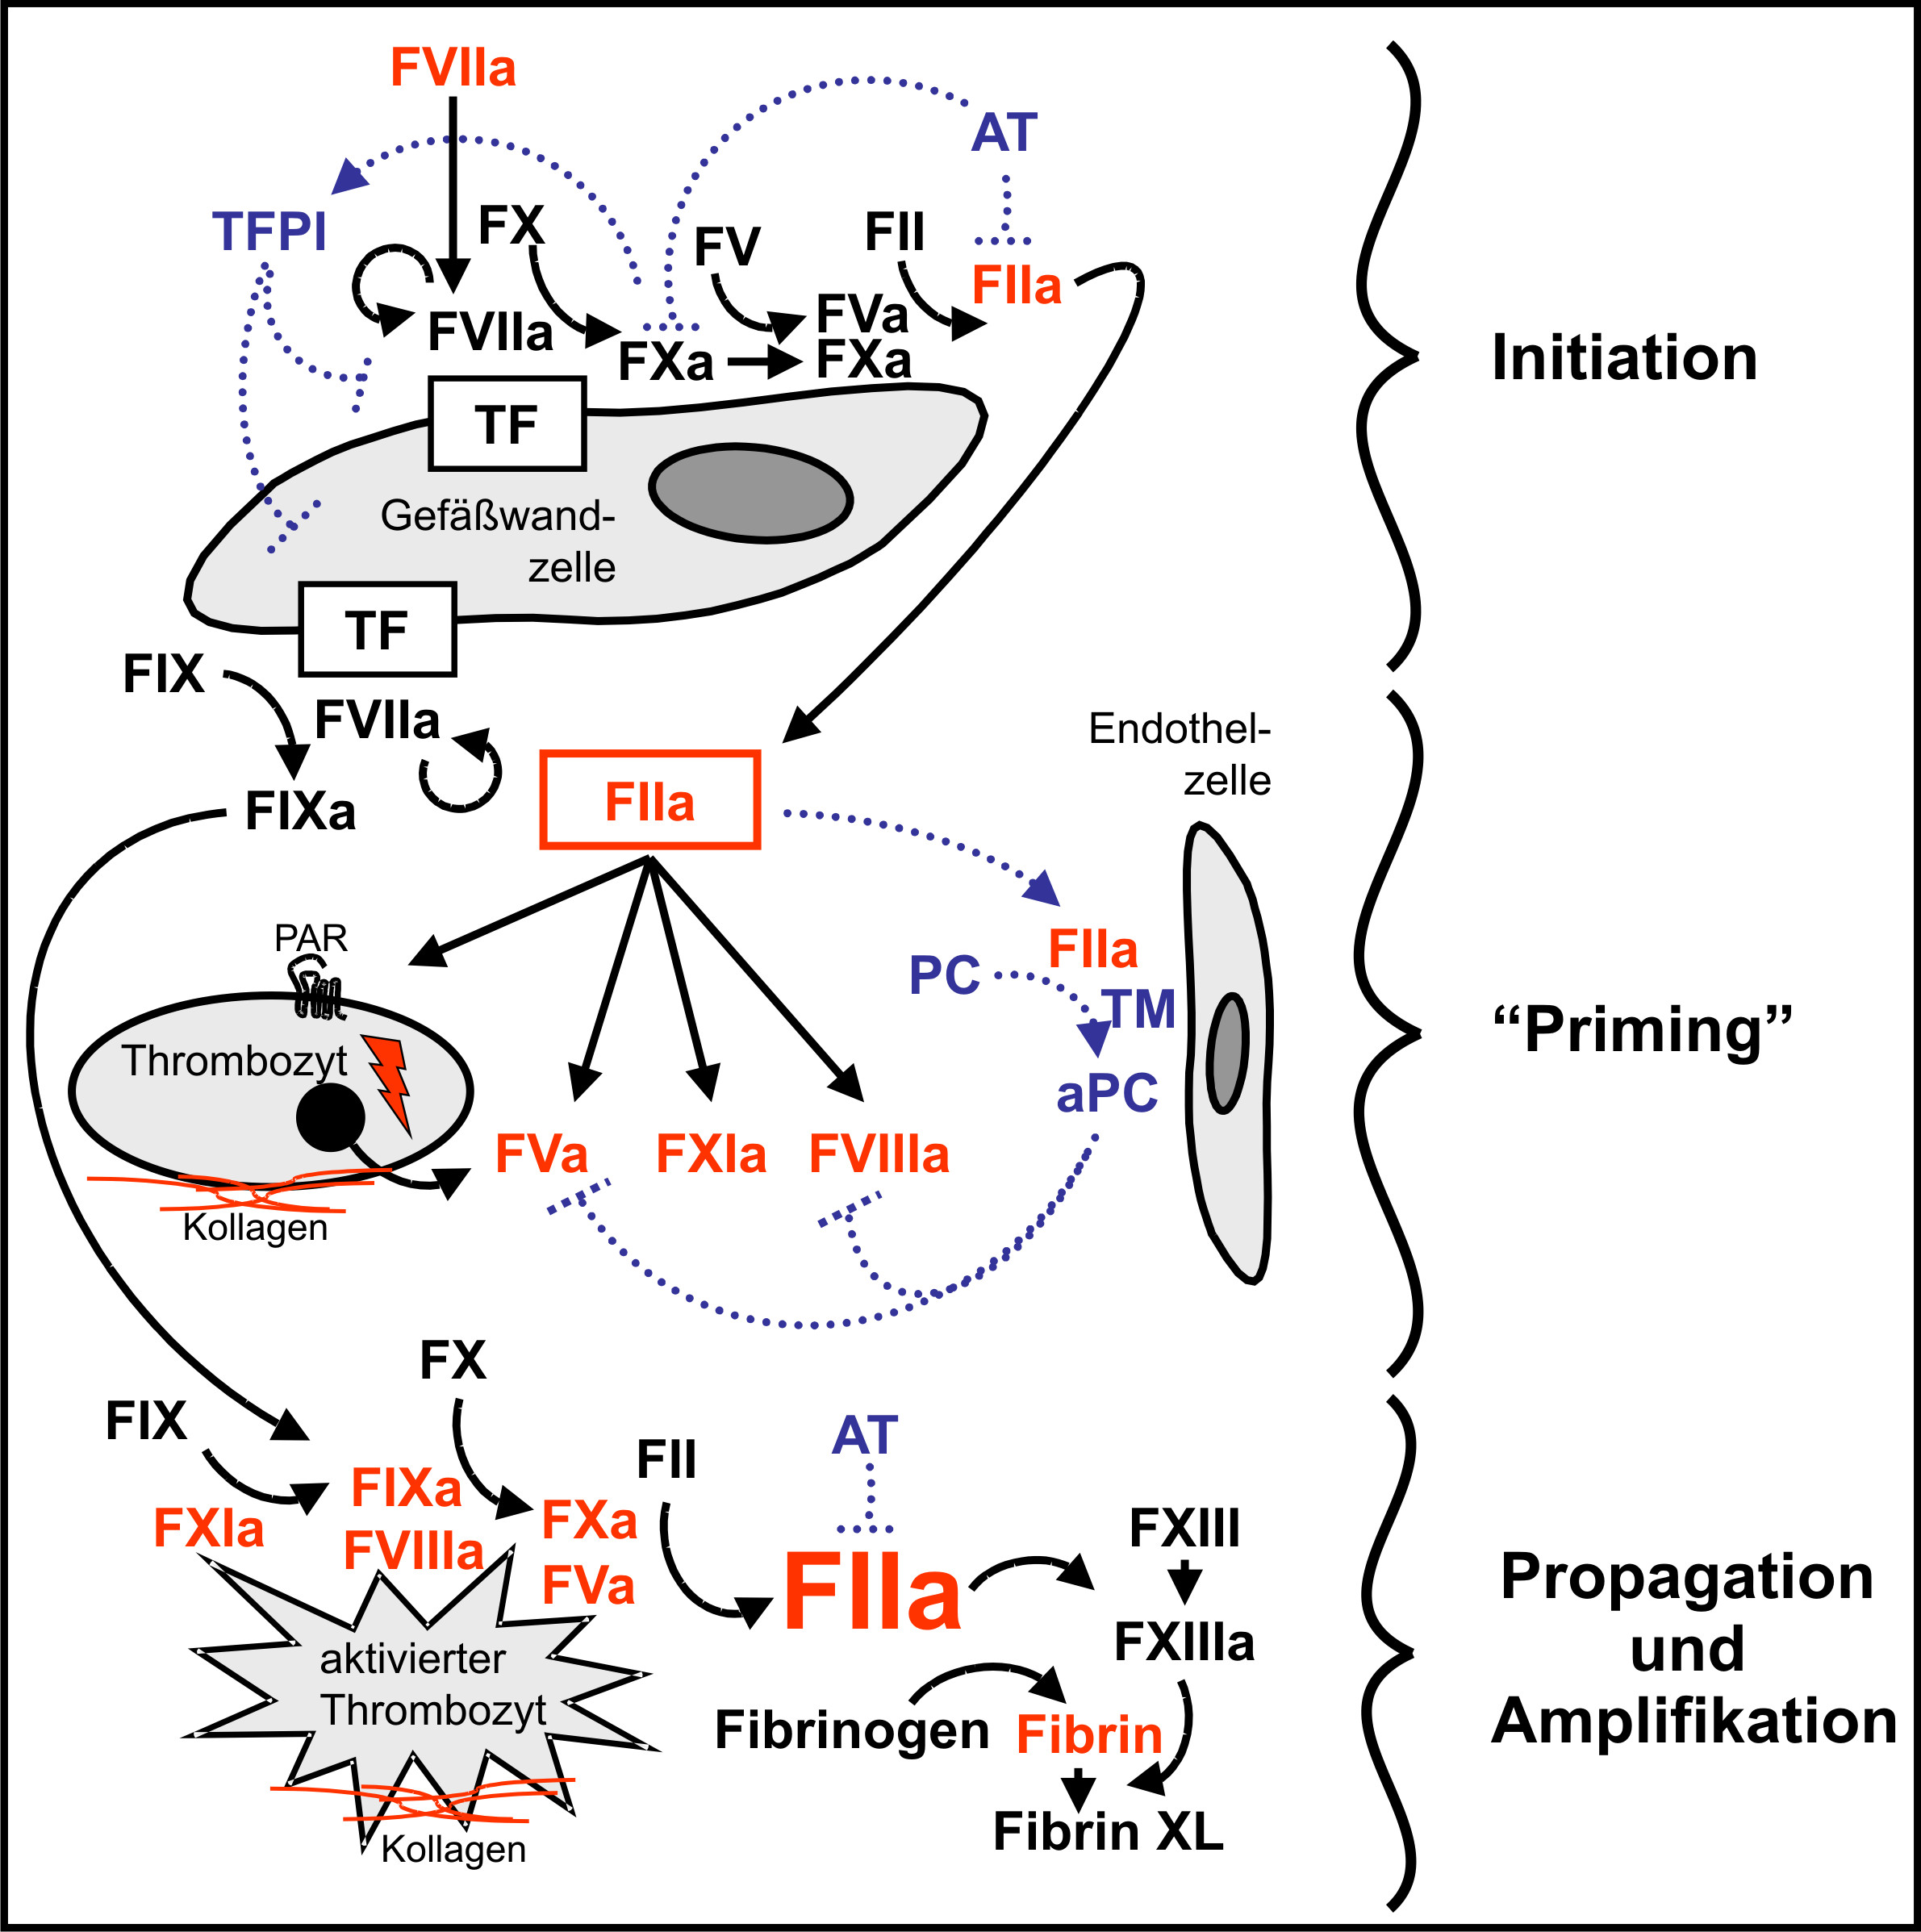 FVIIa
AT
TFPI
FX
FV
FII
FIIa
FVIIa
FXa
FVa
FXa
Initiation
TF
Gefäßwand-
zelle
TF
FIX
FVIIa
FIXa
FIIa
Endothel-
zelle
PAR
Thrombozyt
Kollagen
FVa
FXIa
FVIIIa
PC
FIIa
TM
aPC
“Priming”
FX
FIX
FXIa
FIXa
FVIIIa
FXa
FVa
FII
AT
FIIa
FXIII
FXIIIa
aktivierter
Thrombozyt
Kollagen
Fibrinogen
Fibrin
Fibrin XL
Propagation
und
Amplifikation